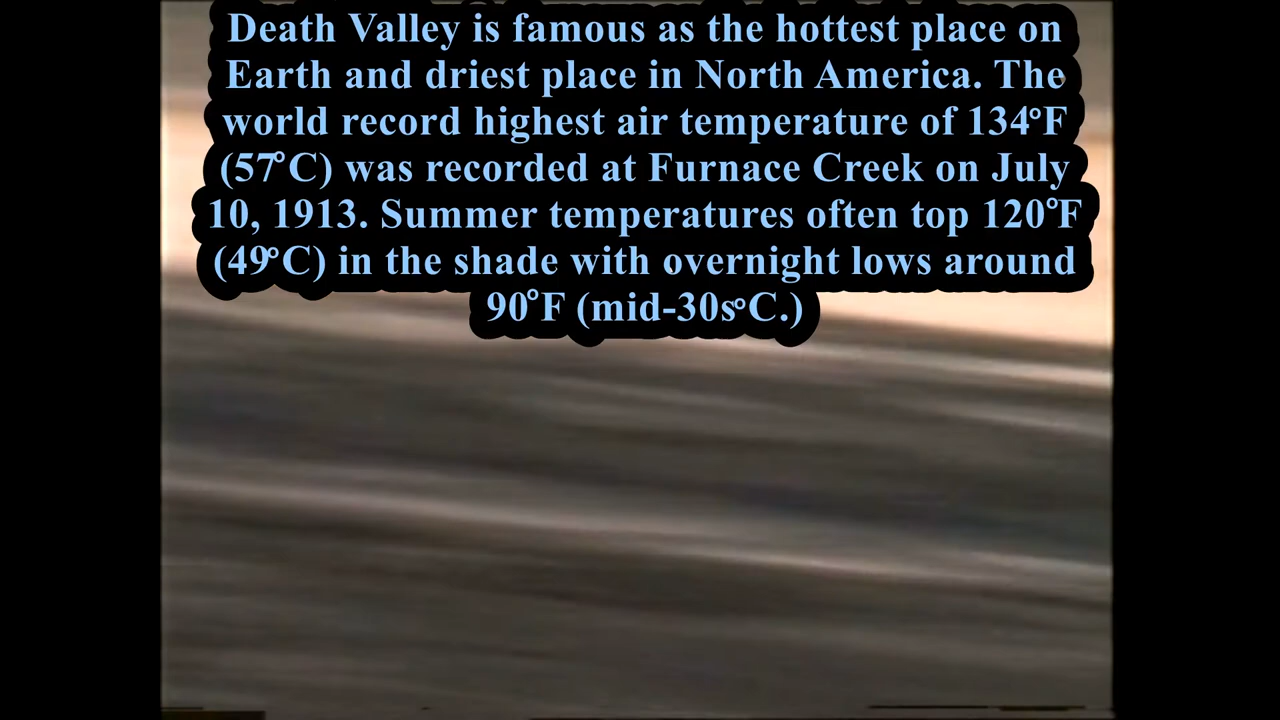 Death Valley is famous as the hottest place on
Earth and driest place in North America. The
world record highest air temperature of 134°F
(57°C) was recorded at Furnace Creek on July
10, 1913. Summer temperatures often top 120°F
(49°C) in the shade with overnight lows around
90°F (mid-30s°C.)